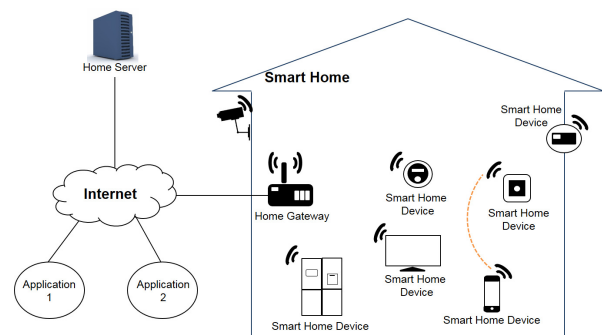 Home Server
Smart Home
Smart Home
Device
Internet
Home Gateway
Smart Home
Device
Smart Home
Device
Application
1
Application
2
Smart Home
Device
Smart Home Device
Smart Home Device